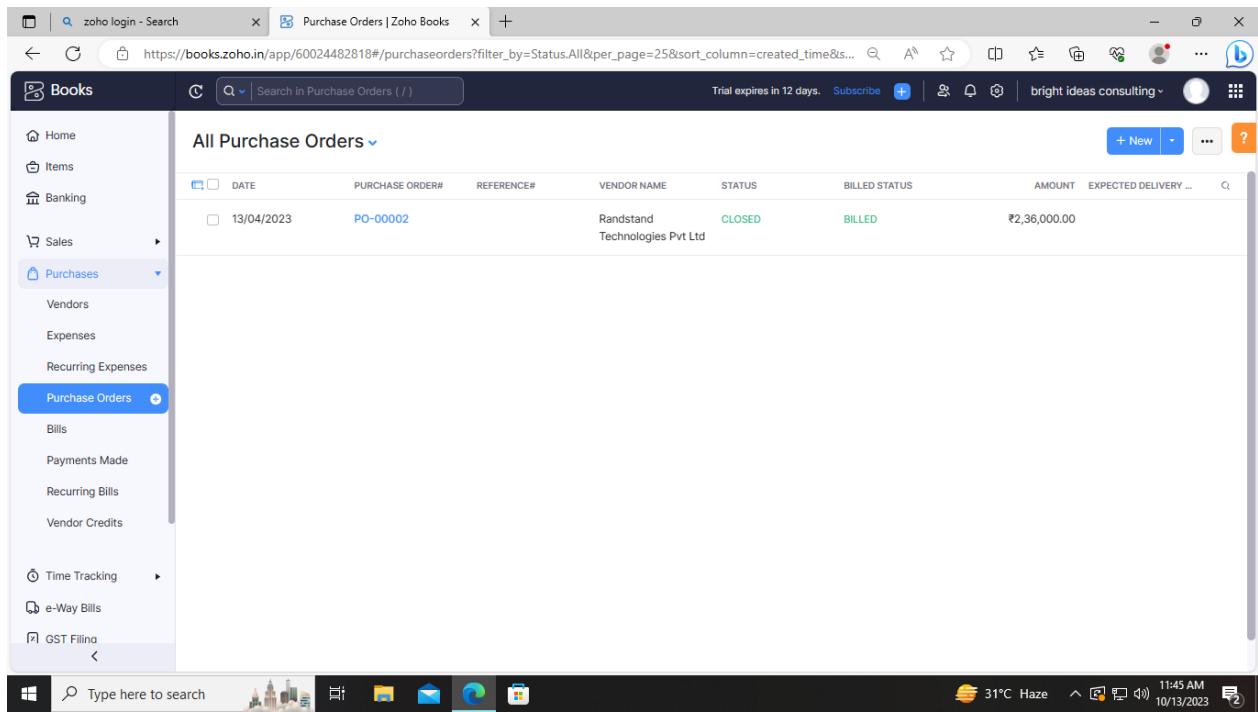 zoho login - Search
Purchase Orders | Zoho Books
https://books.zoho.in/app/60024482818#/purchaseorders?filter_by=Status.All&per_page=25&sort_column=created_time&s...
Books
Search in Purchase Orders ( / )
Trial expires in 12 days. Subscribe
bright ideas consulting
Home
Items
Banking
Sales
Purchases
Vendors
Expenses
Recurring Expenses
Purchase Orders
Bills
Payments Made
Recurring Bills
Vendor Credits
Time Tracking
e-Way Bills
GST Filing
All Purchase Orders
+ New
?
DATE PURCHASE ORDER# REFERENCE# VENDOR NAME STATUS BILLED STATUS AMOUNT EXPECTED DELIVERY ...
13/04/2023 PO-00002 Randstand CLOSED BILLED ₹2,36,000.00
Technologies Pvt Ltd
Type here to search
31°C Haze
11:45 AM
10/13/2023
2